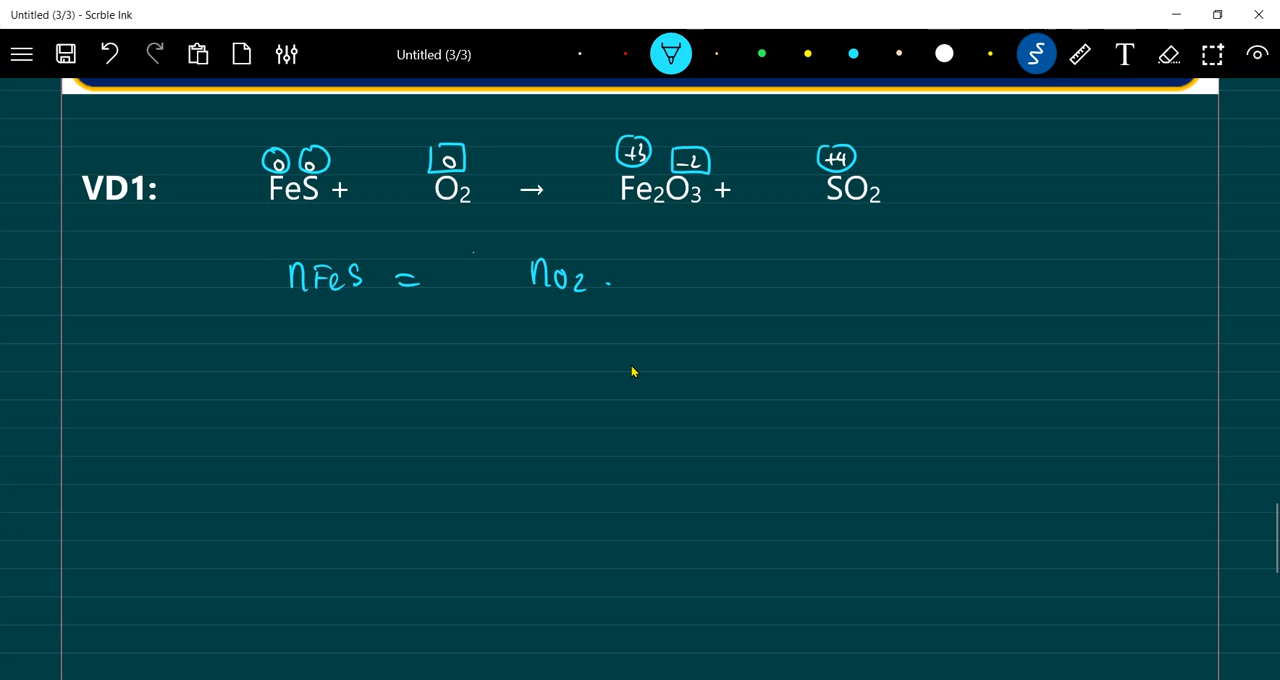 Untitled (3/3) - Scrble Ink
Untitled (3/3)
T
0 0 0 +3 -2 +4
VD1: FeS + O₂ → Fe₂O₃ + SO₂
nFeS = nO₂ .